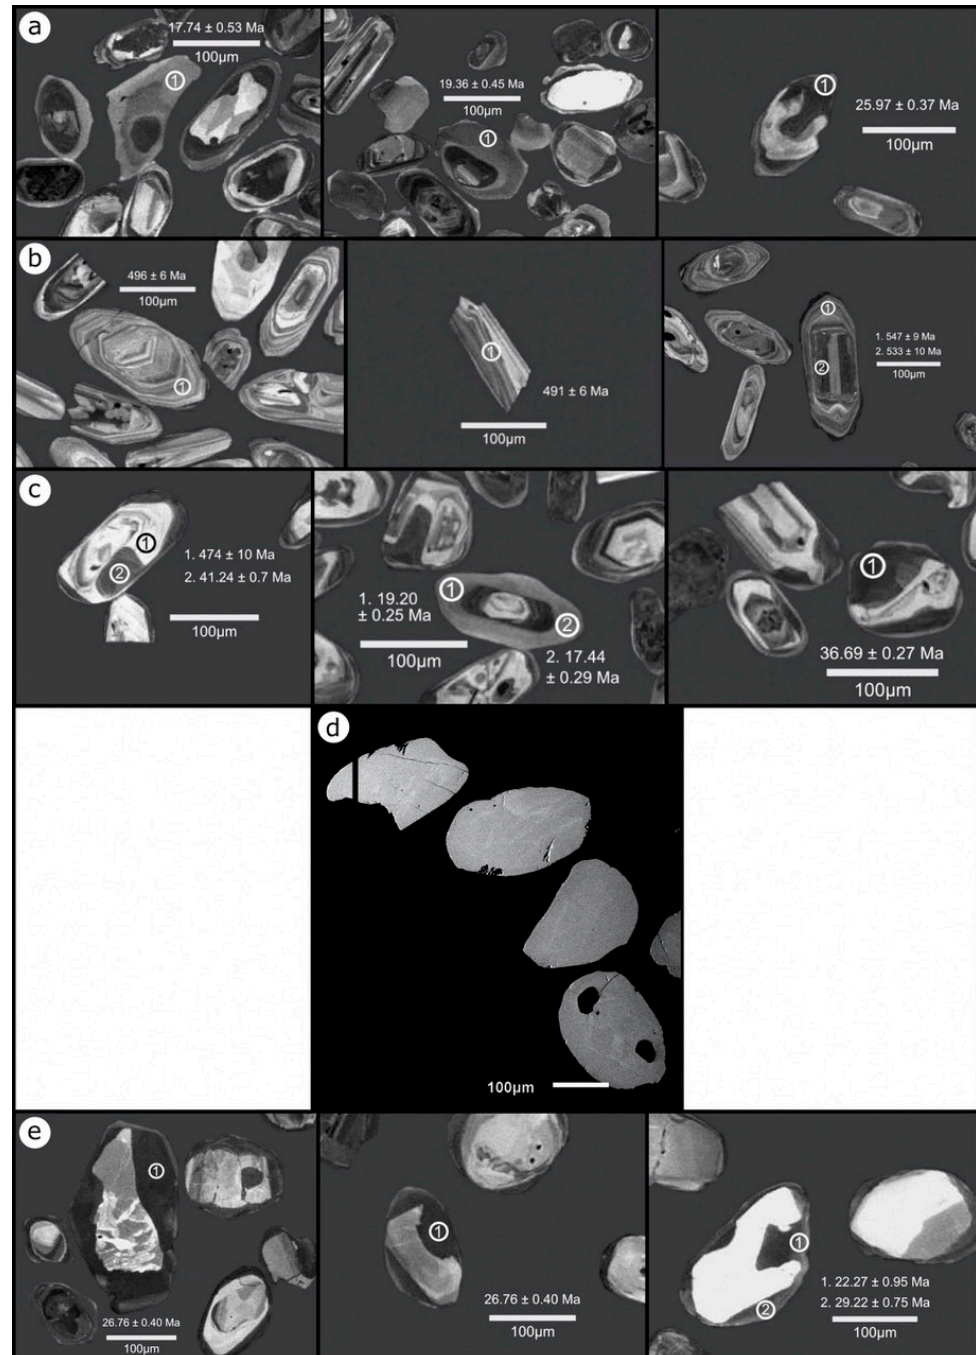 a
17.74 ± 0.53 Ma
100µm
1
19.36 ± 0.45 Ma
100µm
1
1
25.97 ± 0.37 Ma
100µm
b
496 ± 6 Ma
100µm
1
1
491 ± 6 Ma
100µm
1
2
1. 547 ± 9 Ma
2. 533 ± 10 Ma
100µm
c
1
2
1. 474 ± 10 Ma
2. 41.24 ± 0.7 Ma
100µm
1
2
1. 19.20
± 0.25 Ma
100µm
2. 17.44
± 0.29 Ma
1
36.69 ± 0.27 Ma
100µm
d
100µm
e
1
26.76 ± 0.40 Ma
100µm
1
26.76 ± 0.40 Ma
100µm
1
2
1. 22.27 ± 0.95 Ma
2. 29.22 ± 0.75 Ma
100µm